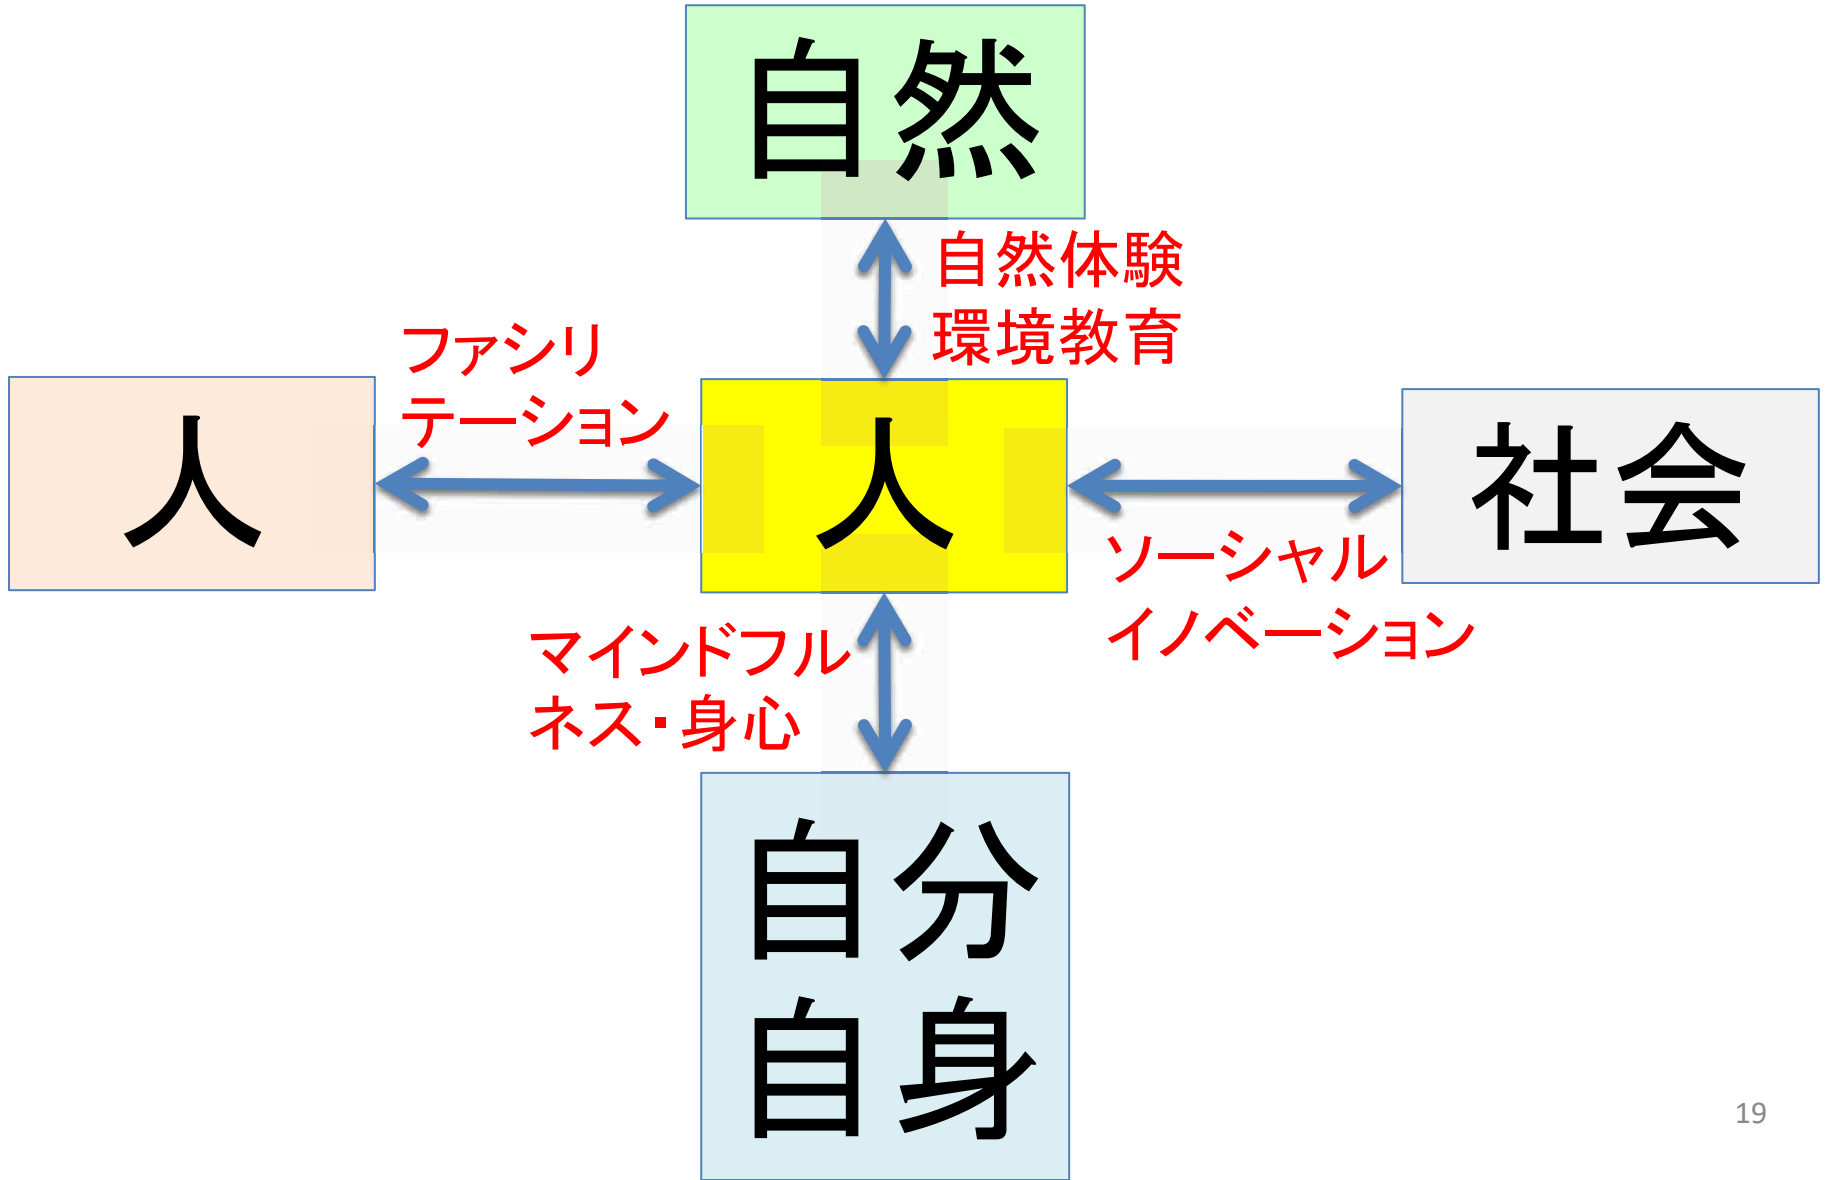 自然
自然体験
環境教育
ファシリ
テーション
人
人
社会
ソーシャル
イノベーション
マインドフル
ネス・身心
自分
自身
19